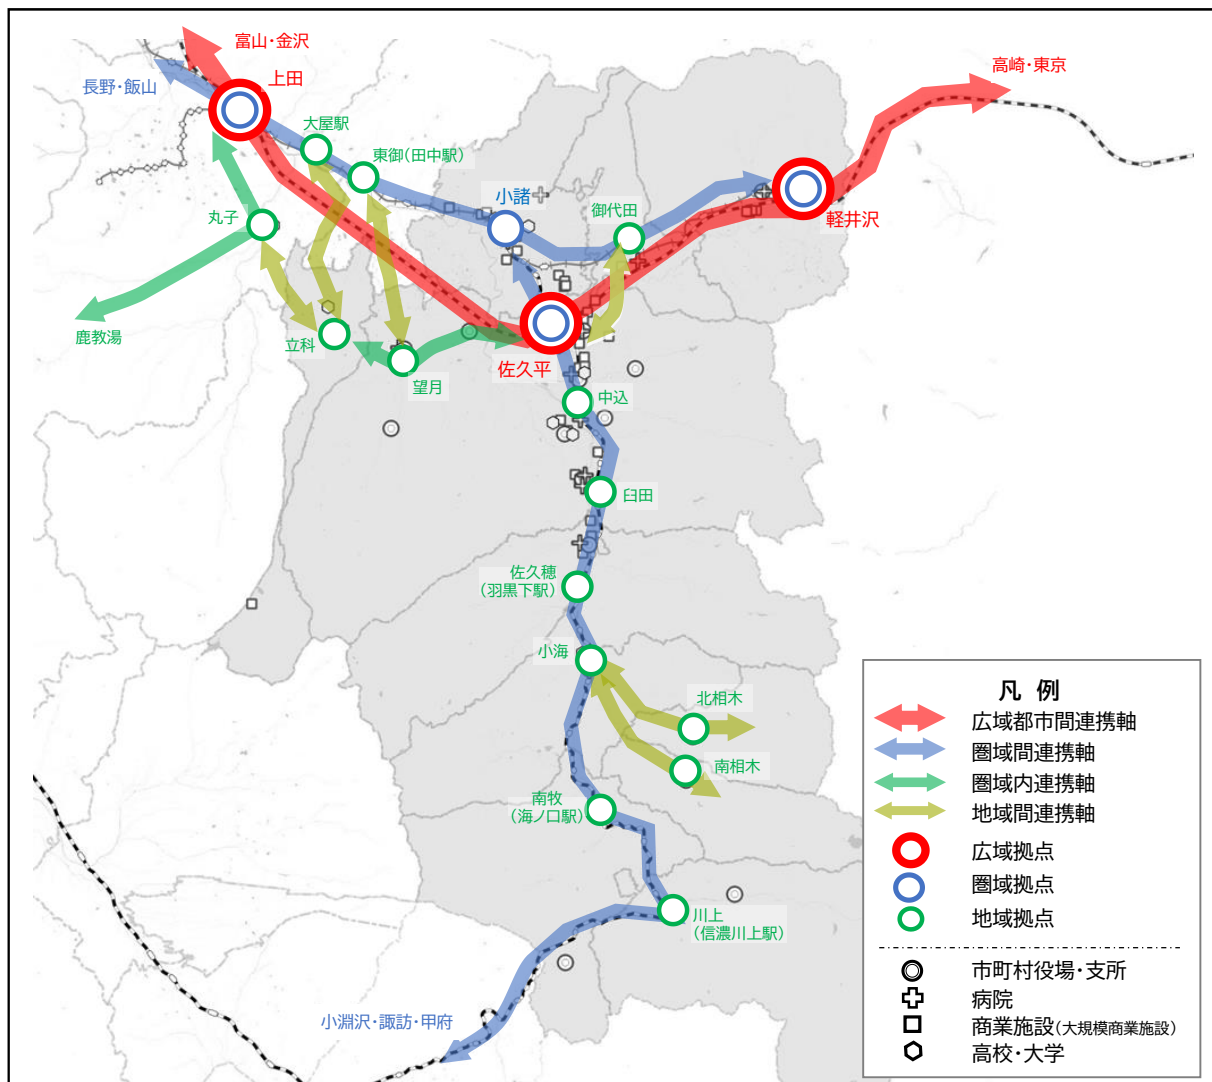 富山・金沢
上田
長野・飯山
高崎・東京
大屋駅
東御(田中駅)
小諸
御代田
軽井沢
丸子
鹿教湯
立科
望月
佐久平
中込
臼田
佐久穂
(羽黒下駅)
小海
北相木
南相木
南牧
(海ノ口駅)
川上
(信濃川上駅)
小淵沢・諏訪・甲府
凡 例
広域都市間連携軸
圏域間連携軸
圏域内連携軸
地域間連携軸
広域拠点
圏域拠点
地域拠点
市町村役場・支所
病院
商業施設(大規模商業施設)
高校・大学